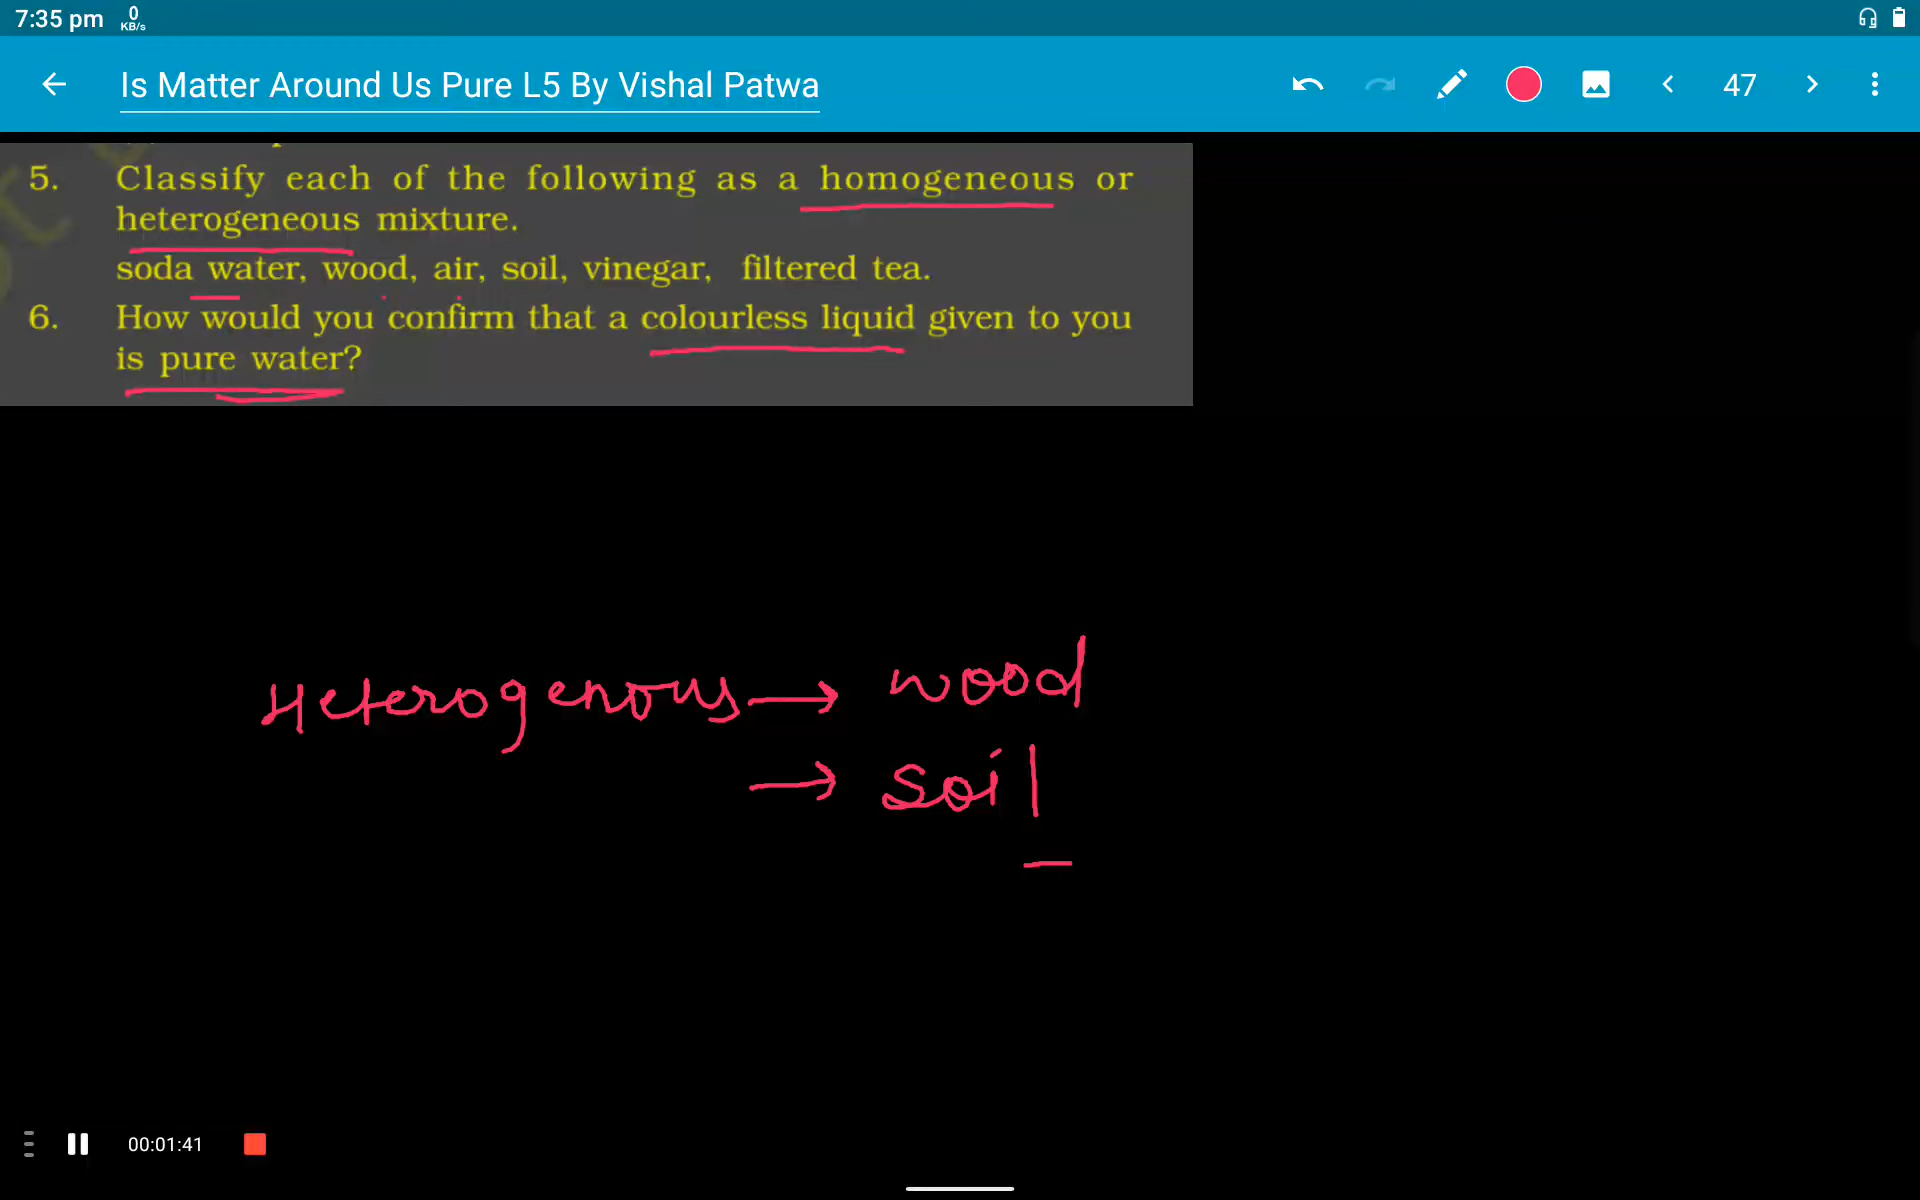 7:35 pm 0 KB/s
Is Matter Around Us Pure L5 By Vishal Patwa 47
5. Classify each of the following as a homogeneous or
heterogeneous mixture.
soda water, wood, air, soil, vinegar, filtered tea.
6. How would you confirm that a colourless liquid given to you
is pure water?
Heterogenous → wood
→ soil
00:01:41